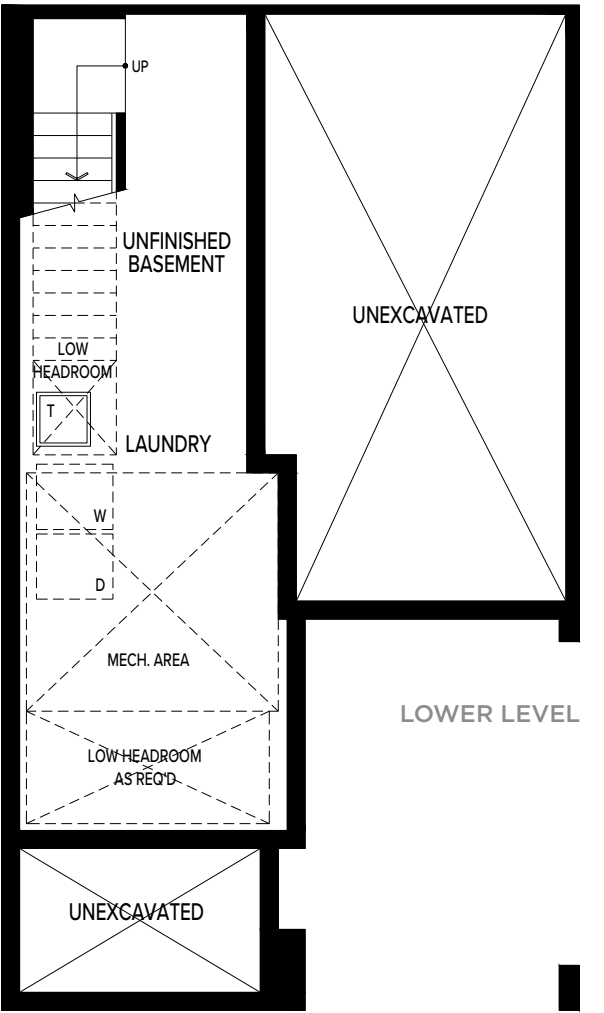 UP
UNFINISHED
BASEMENT
UNEXCAVATED
LOW
HEADROOM
T
LAUNDRY
W
D
MECH. AREA
LOWER LEVEL
LOW HEADROOM
AS REQ'D
UNEXCAVATED